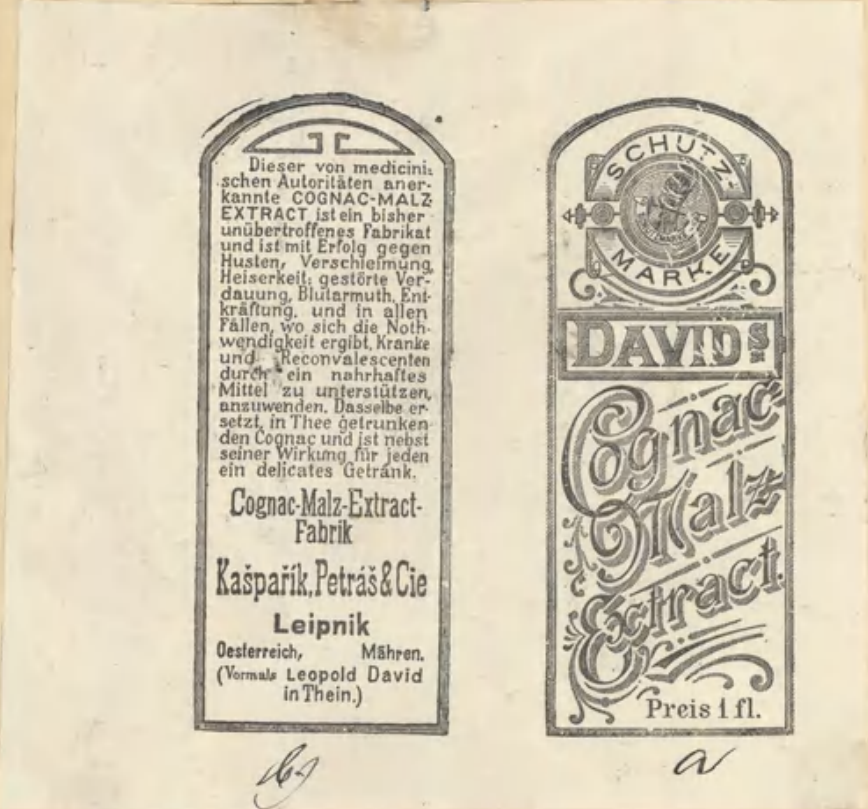 Dieser von medicini-
schen Autoritäten aner-
kannte COGNAC-MALZ-
EXTRACT ist ein bisher
unübertroffenes Fabrikat
und ist mit Erfolg gegen
Husten, Verschleimung,
Heiserkeit, gestörte Ver-
dauung, Blutarmuth, Ent-
kräftung, und in allen
Fällen, wo sich die Noth-
wendigkeit ergibt, Kranke
und Reconvalescenten
durch ein nahrhaftes
Mittel zu unterstützen,
anzuwenden. Dasselbe er-
setzt, in Thee getrunken
den Cognac und ist nebst
seiner Wirkung für jeden
ein delicates Getränk.
Cognac-Malz-Extract-
Fabrik
Kašpařík, Petráš & Cie
Leipnik
Oesterreich, Mähren.
(Vormals Leopold David
in Thein.)
b)
SCHUTZ-
MARKE
DAVIDS
Cognac-
Malz-
Extract.
Preis 1 fl.
a